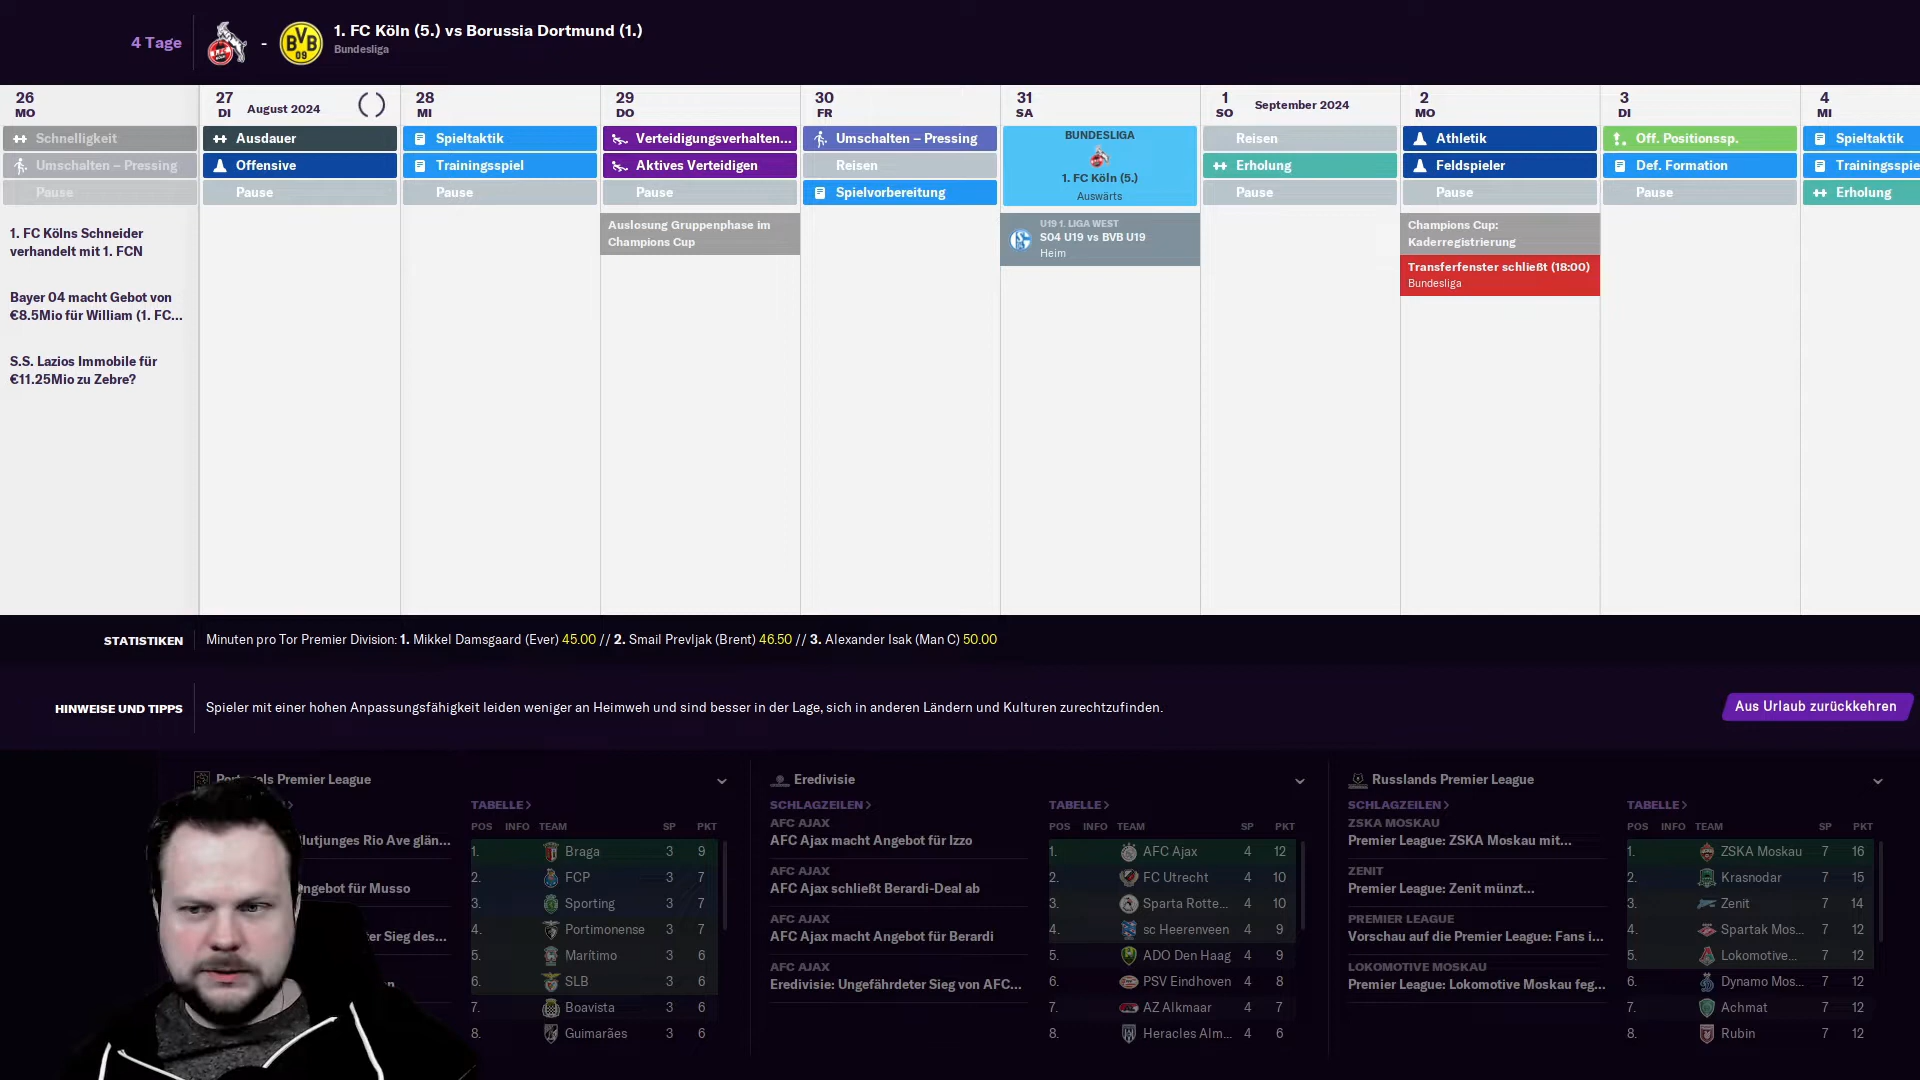 4 Tage
-
BVB
09
1. FC Köln (5.) vs Borussia Dortmund (1.)
Bundesliga
26
MO
Schnelligkeit
Umschalten – Pressing
Pause
1. FC Kölns Schneider
verhandelt mit 1. FCN
Bayer 04 macht Gebot von
€8.5Mio für William (1. FC...
S.S. Lazios Immobile für
€11.25Mio zu Zebre?
27
DI
August 2024
Ausdauer
Offensive
Pause
28
MI
Spieltaktik
Trainingsspiel
Pause
29
DO
Verteidigungsverhalten...
Aktives Verteidigen
Pause
Auslosung Gruppenphase im
Champions Cup
30
FR
Umschalten – Pressing
Reisen
Spielvorbereitung
31
SA
BUNDESLIGA
1. FC Köln (5.)
Auswärts
U19 1. LIGA WEST
S04 U19 vs BVB U19
Heim
1
SO
September 2024
Reisen
Erholung
Pause
2
MO
Athletik
Feldspieler
Pause
Champions Cup:
Kaderregistrierung
Transferfenster schließt (18:00)
Bundesliga
3
DI
Off. Positionssp.
Def. Formation
Pause
4
MI
Spieltaktik
Trainingsspie
Erholung
STATISTIKEN
Minuten pro Tor Premier Division: 1. Mikkel Damsgaard (Ever) 45.00 // 2. Smail Prevljak (Brent) 46.50 // 3. Alexander Isak (Man C) 50.00
HINWEISE UND TIPPS
Spieler mit einer hohen Anpassungsfähigkeit leiden weniger an Heimweh und sind besser in der Lage, sich in anderen Ländern und Kulturen zurechtzufinden.
Aus Urlaub zurückkehren
Portugals Premier League
lutjunges Rio Ave glän...
ngebot für Musso
ter Sieg des...
TABELLE
POS INFO TEAM SP PKT
1. Braga 3 9
2. FCP 3 7
3. Sporting 3 7
4. Portimonense 3 7
5. Marítimo 3 6
6. SLB 3 6
7. Boavista 3 6
8. Guimarães 3 6
Eredivisie
SCHLAGZEILEN
AFC AJAX
AFC Ajax macht Angebot für Izzo
AFC AJAX
AFC Ajax schließt Berardi-Deal ab
AFC AJAX
AFC Ajax macht Angebot für Berardi
AFC AJAX
Eredivisie: Ungefährdeter Sieg von AFC...
TABELLE
POS INFO TEAM SP PKT
1. AFC Ajax 4 12
2. FC Utrecht 4 10
3. Sparta Rotte... 4 10
4. sc Heerenveen 4 9
5. ADO Den Haag 4 9
6. PSV Eindhoven 4 8
7. AZ Alkmaar 4 7
8. Heracles Alm... 4 6
Russlands Premier League
SCHLAGZEILEN
ZSKA MOSKAU
Premier League: ZSKA Moskau mit...
ZENIT
Premier League: Zenit münzt...
PREMIER LEAGUE
Vorschau auf die Premier League: Fans i...
LOKOMOTIVE MOSKAU
Premier League: Lokomotive Moskau feg...
TABELLE
POS INFO TEAM SP PKT
1. ZSKA Moskau 7 16
2. Krasnodar 7 15
3. Zenit 7 14
4. Spartak Mos... 7 12
5. Lokomotive... 7 12
6. Dynamo Mos... 7 12
7. Achmat 7 12
8. Rubin 7 12